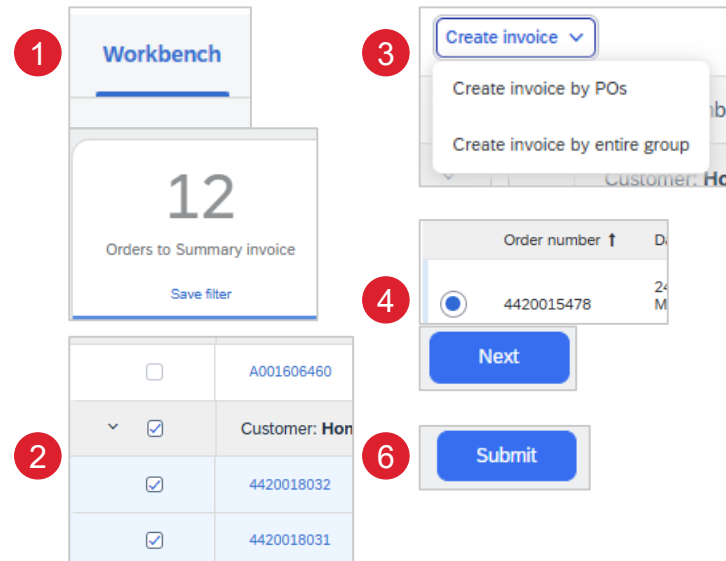 1
Workbench
12
Orders to Summary invoice
Save filter
2
A001606460
Customer: Hon
4420018032
4420018031
3
Create invoice
Create invoice by POs
Create invoice by entire group
Customer: Ho
4
Order number ↑
4420015478
24
Next
6
Submit